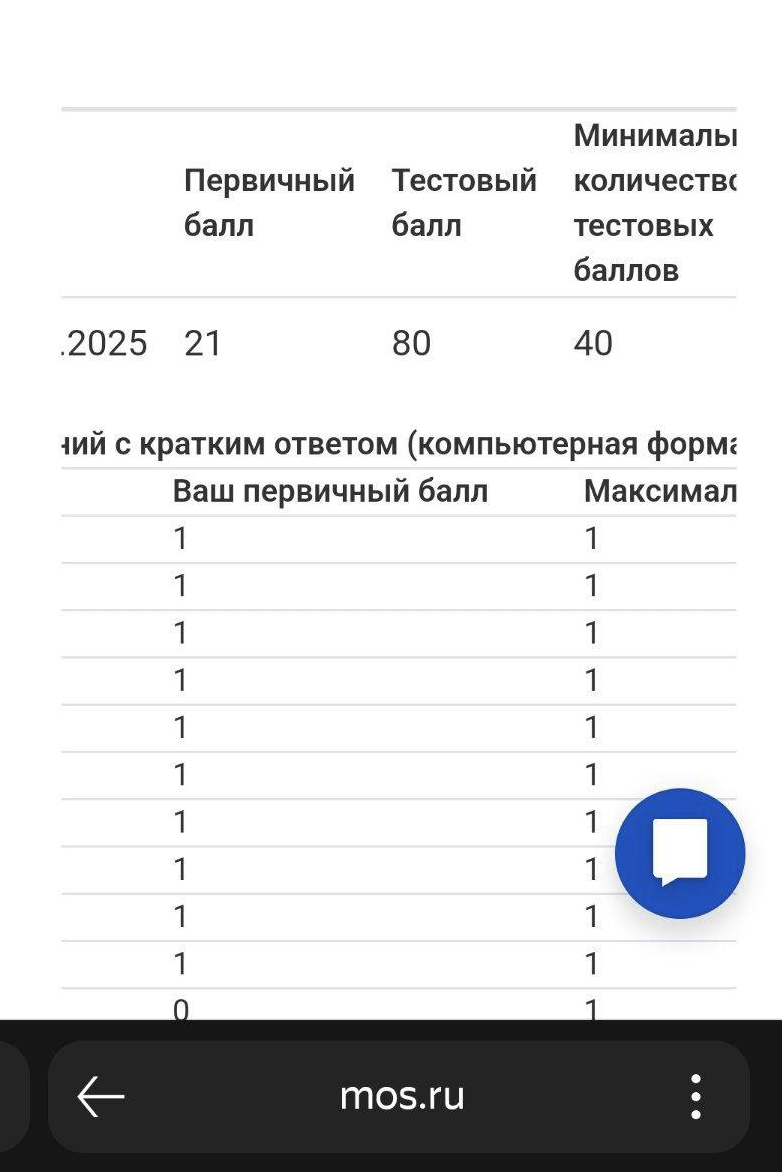 Минималь
Первичный Тестовый количество
балл балл тестовых
баллов
.2025 21 80 40
ний с кратким ответом (компьютерная форма
Ваш первичный балл Максимал
1 1
1 1
1 1
1 1
1 1
1 1
1 1
1 1
1 1
1 1
0 1
mos.ru